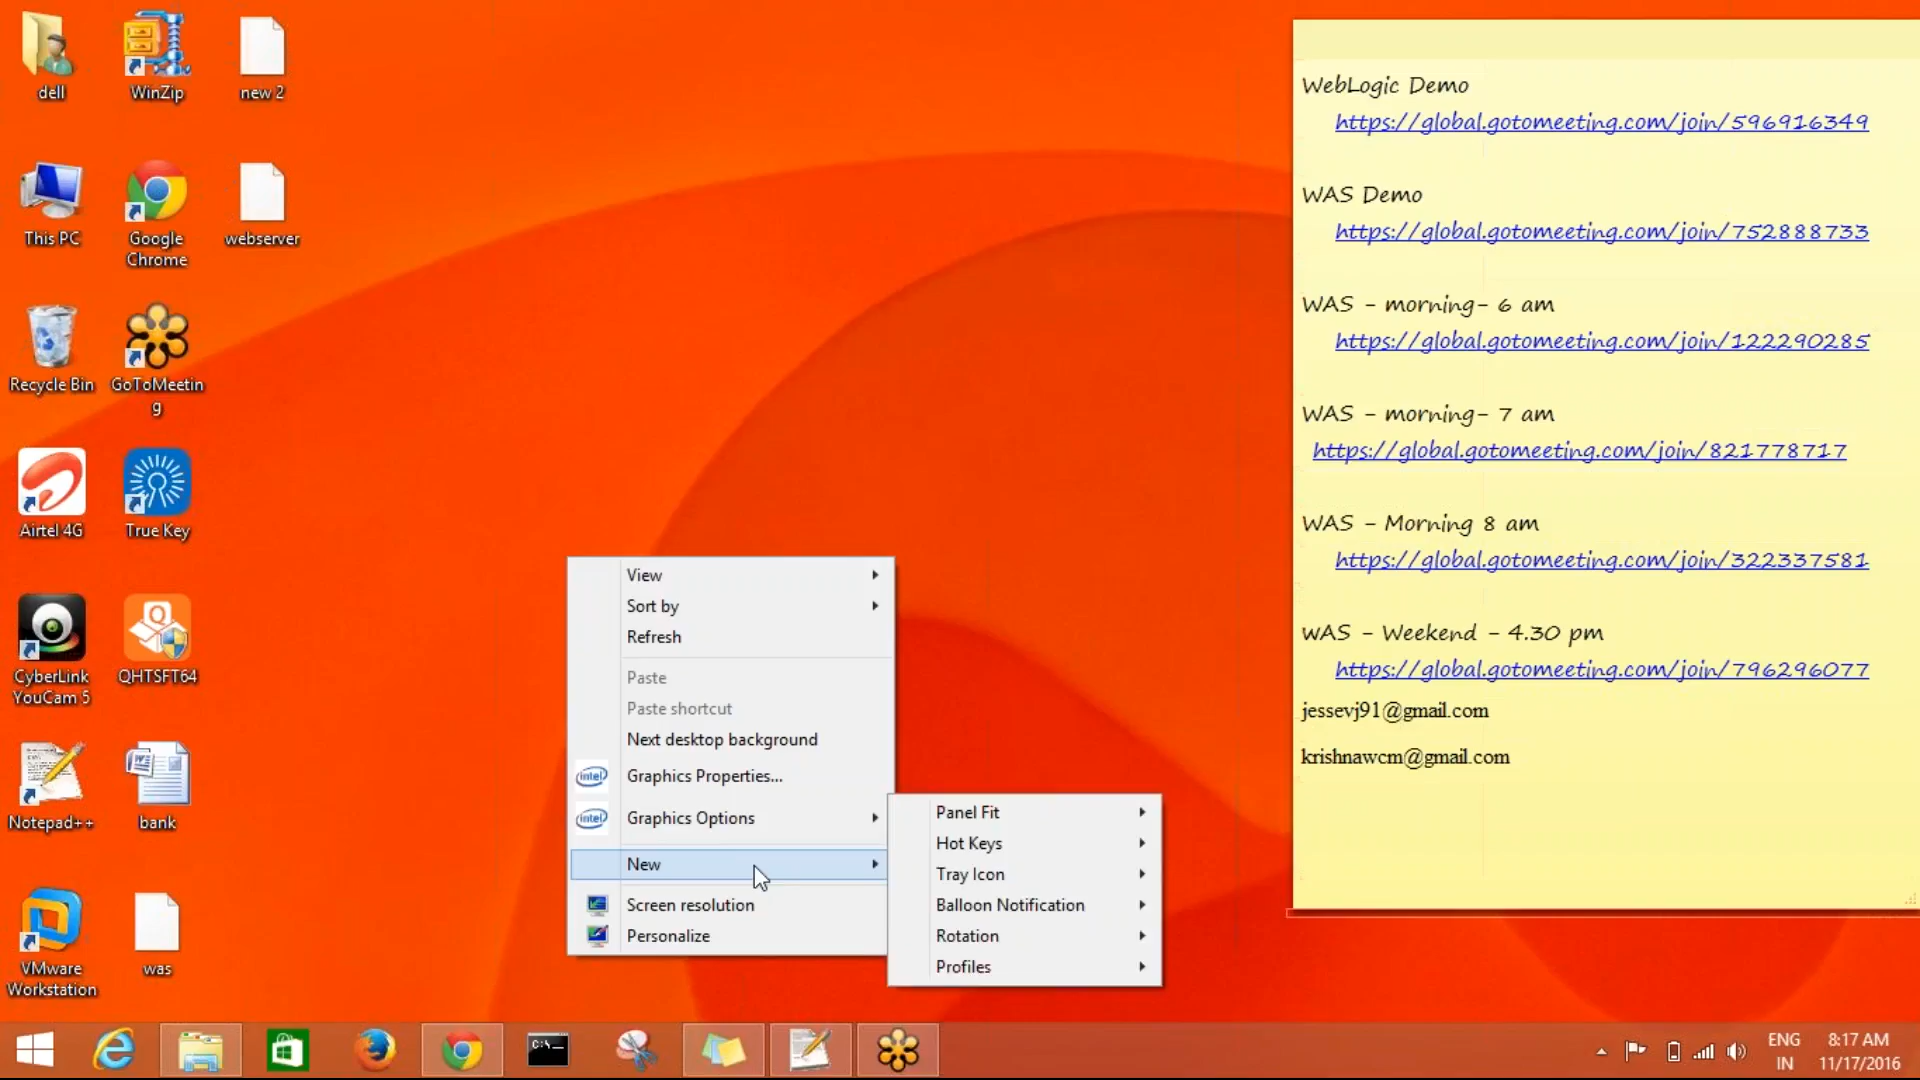 dell
WinZip
new 2
This PC
Google
Chrome
webserver
Recycle Bin
GoToMeetin
g
Airtel 4G
True Key
CyberLink
YouCam 5
QHTSFT64
Notepad++
bank
VMware
Workstation
was
View
Sort by
Refresh
Paste
Paste shortcut
Next desktop background
intel
Graphics Properties...
intel
Graphics Options
New
Screen resolution
Personalize
Panel Fit
Hot Keys
Tray Icon
Balloon Notification
Rotation
Profiles
WebLogic Demo
https://global.gotomeeting.com/join/596916349
WAS Demo
https://global.gotomeeting.com/join/752888733
WAS - morning- 6 am
https://global.gotomeeting.com/join/122290285
WAS - morning- 7 am
https://global.gotomeeting.com/join/821778717
WAS - Morning 8 am
https://global.gotomeeting.com/join/322337581
wAS - Weekend - 4.30 pm
https://global.gotomeeting.com/join/796296077
jessevj91@gmail.com
krishnawcm@gmail.com
C:\_
ENG
IN
8:17 AM
11/17/2016